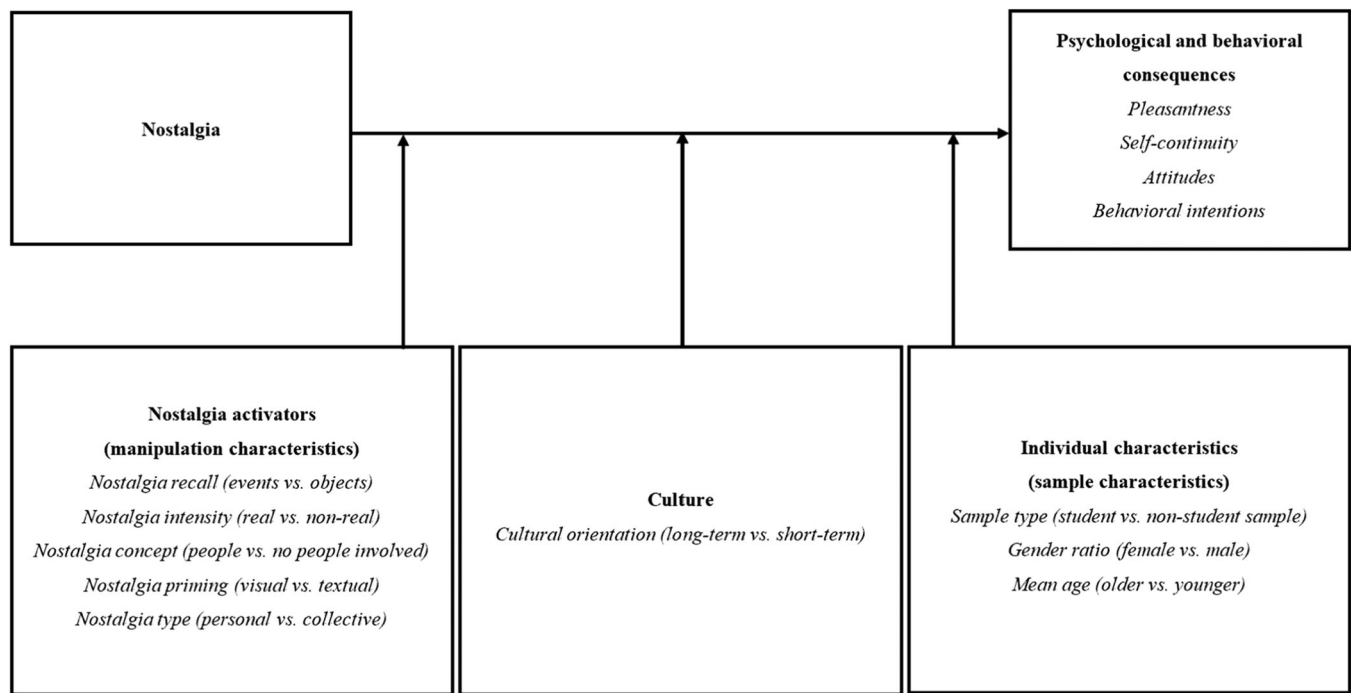 Nostalgia
Psychological and behavioral
consequences
Pleasantness
Self-continuity
Attitudes
Behavioral intentions
Nostalgia activators
(manipulation characteristics)
Nostalgia recall (events vs. objects)
Nostalgia intensity (real vs. non-real)
Nostalgia concept (people vs. no people involved)
Nostalgia priming (visual vs. textual)
Nostalgia type (personal vs. collective)
Culture
Cultural orientation (long-term vs. short-term)
Individual characteristics
(sample characteristics)
Sample type (student vs. non-student sample)
Gender ratio (female vs. male)
Mean age (older vs. younger)